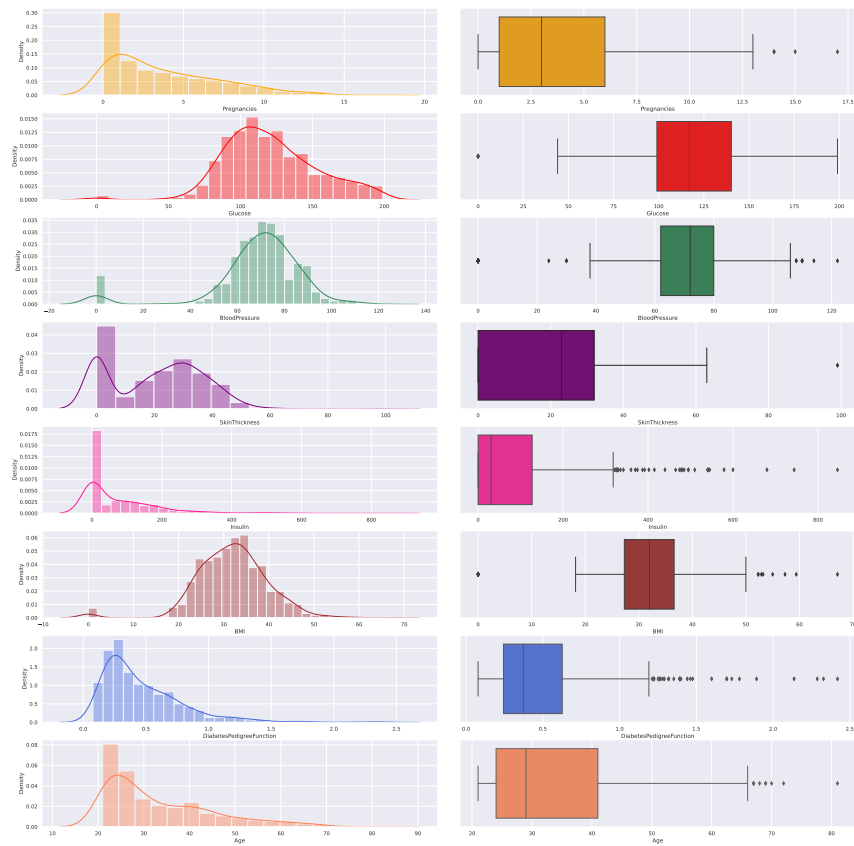 0.30
0.25
0.20
0.15
0.10
0.05
0.00
Density
0 5 10 15 20
Pregnancies
0.0 2.5 5.0 7.5 10.0 12.5 15.0 17.5
Pregnancies
0.0150
0.0125
0.0100
0.0075
0.0050
0.0025
0.0000
Density
0 50 100 150 200
Glucose
0 25 50 75 100 125 150 175 200
Glucose
0.035
0.030
0.025
0.020
0.015
0.010
0.005
0.000
Density
−20 0 20 40 60 80 100 120 140
BloodPressure
0 20 40 60 80 100 120
BloodPressure
0.04
0.03
0.02
0.01
0.00
Density
0 20 40 60 80 100
SkinThickness
0 20 40 60 80 100
SkinThickness
0.0175
0.0150
0.0125
0.0100
0.0075
0.0050
0.0025
0.0000
Density
0 200 400 600 800
Insulin
0 200 400 600 800
Insulin
0.06
0.05
0.04
0.03
0.02
0.01
0.00
Density
−10 0 10 20 30 40 50 60 70
BMI
0 10 20 30 40 50 60 70
BMI
2.0
1.5
1.0
0.5
0.0
Density
0.0 0.5 1.0 1.5 2.0 2.5
DiabetesPedigreeFunction
0.0 0.5 1.0 1.5 2.0 2.5
DiabetesPedigreeFunction
0.08
0.06
0.04
0.02
0.00
Density
10 20 30 40 50 60 70 80 90
Age
20 30 40 50 60 70 80
Age